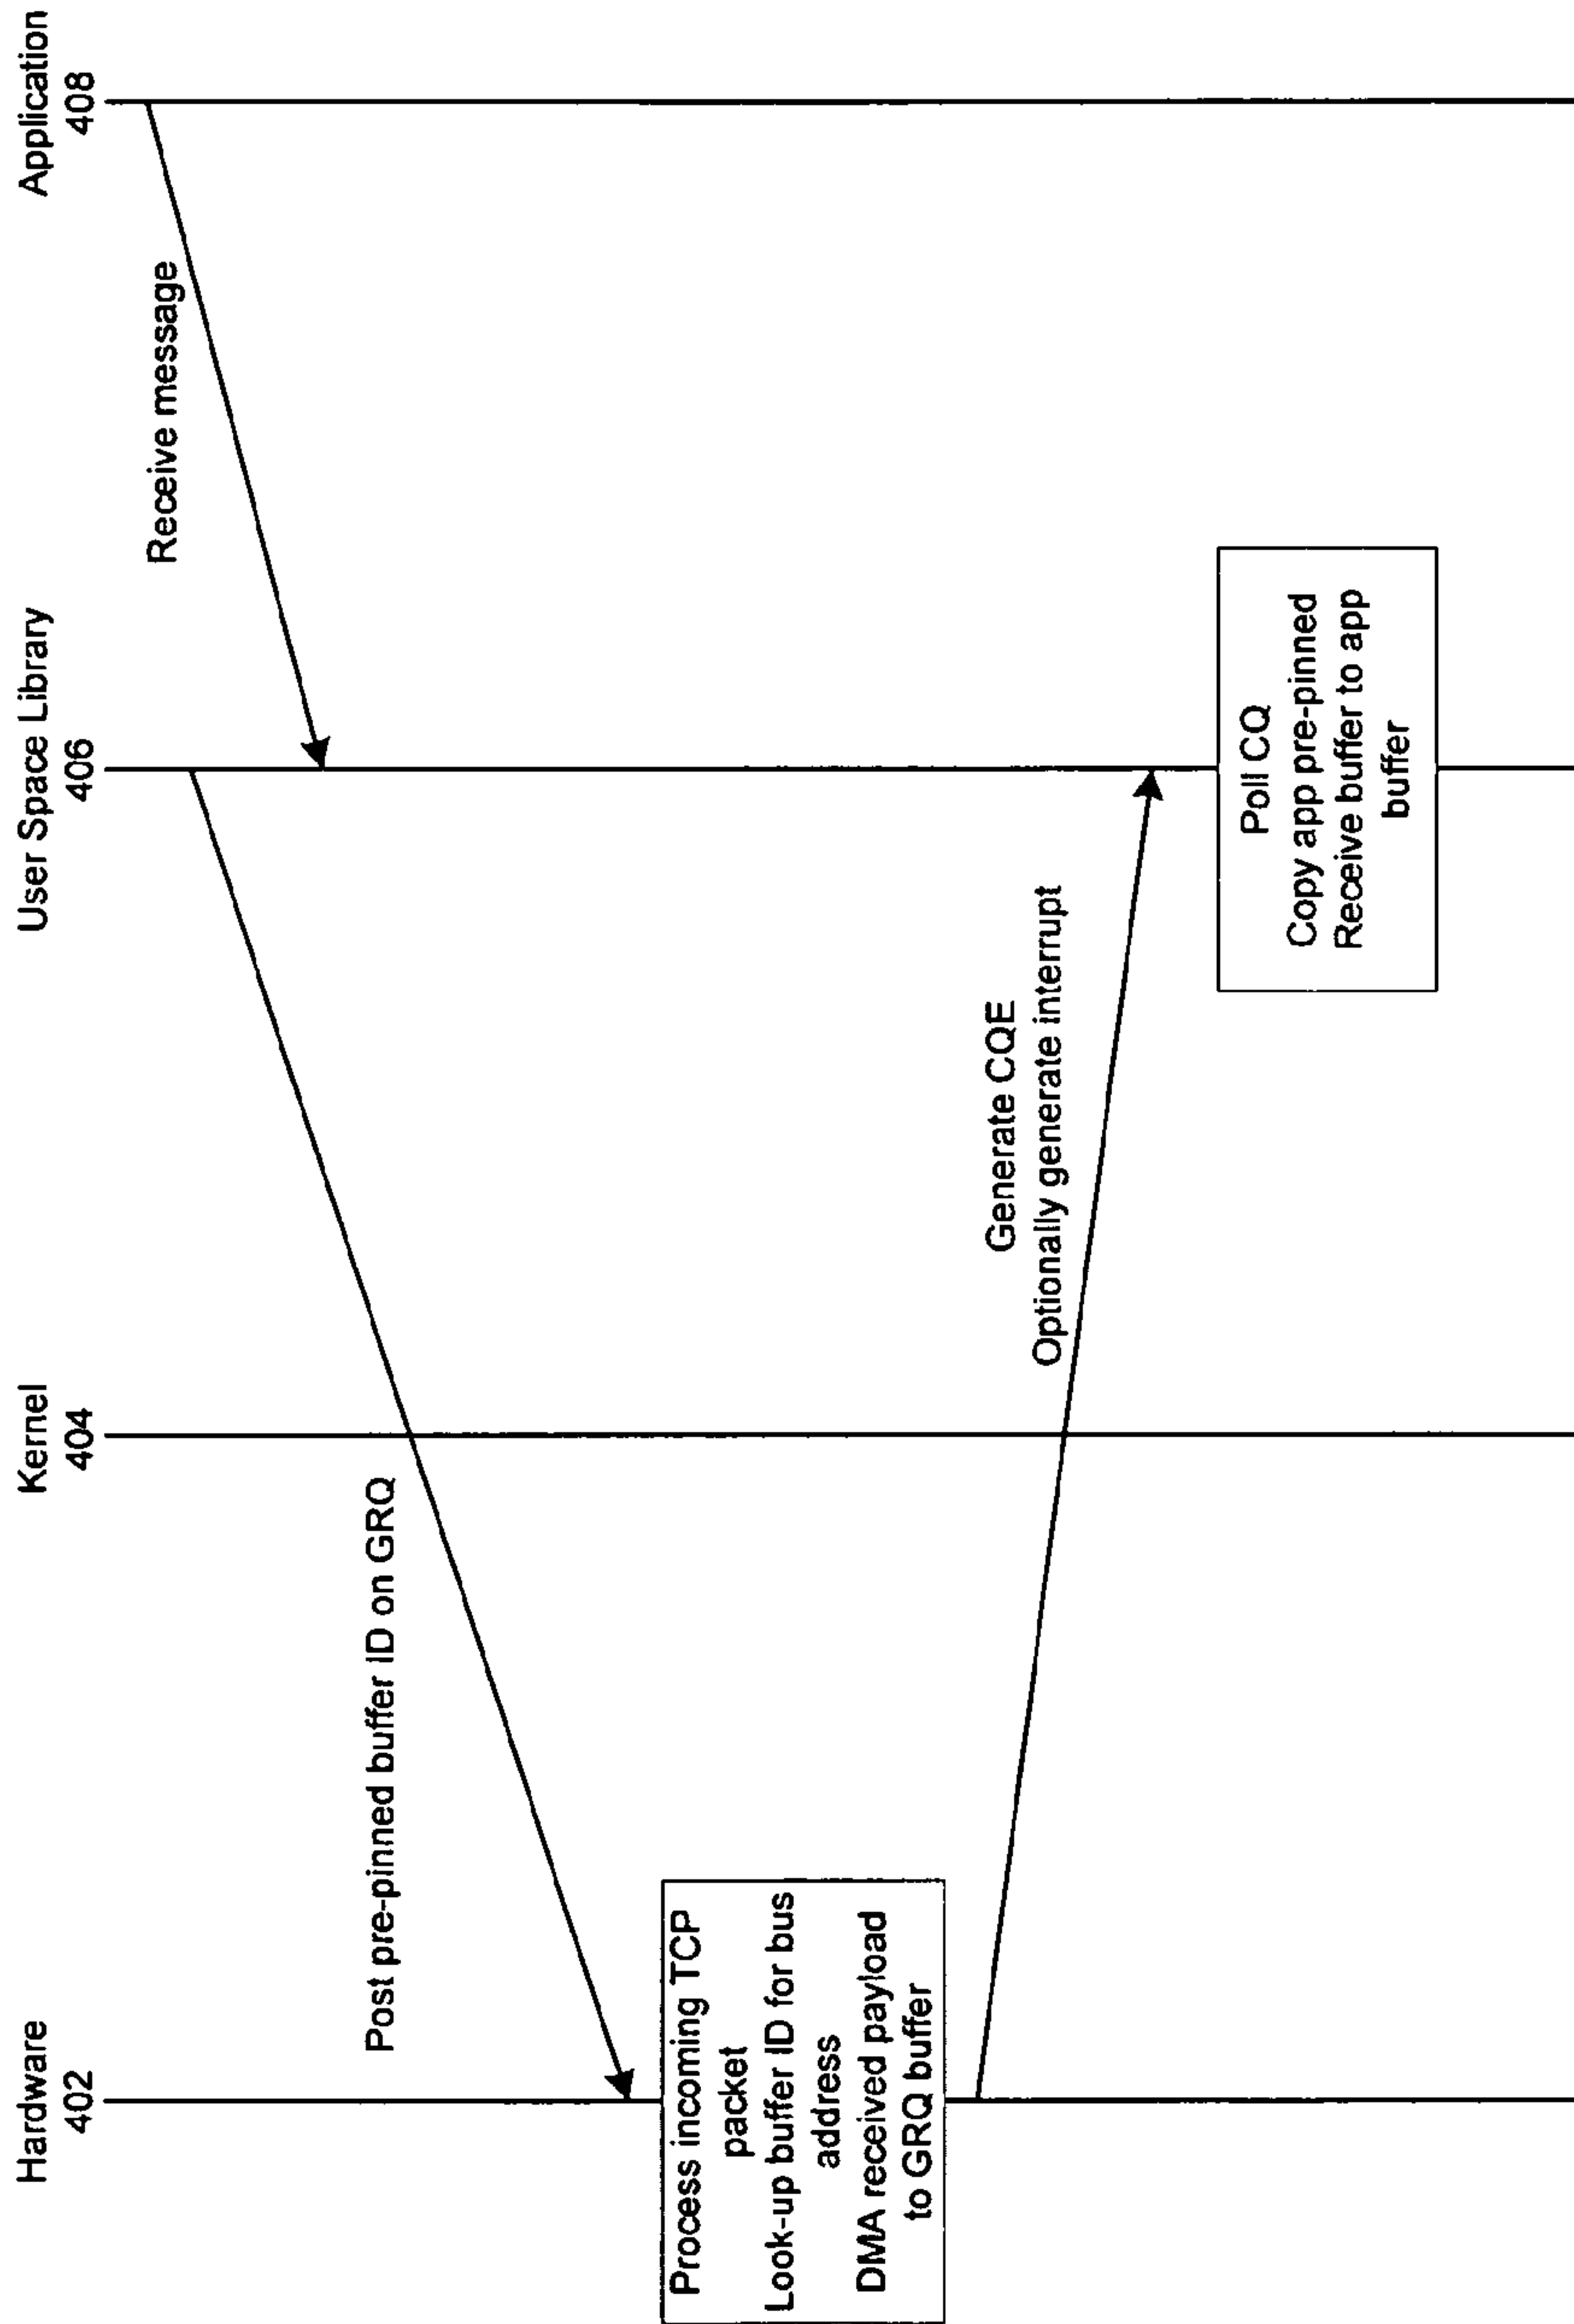 Hardware
402
Kernel
404
User Space Library
406
Application
408
Receive message
Post pre-pinned buffer ID on GRQ
Process incoming TCP
packet
Look-up buffer ID for bus
address
DMA received payload
to GRQ buffer
Generate CQE
Optionally generate interrupt
Poll CQ
Copy app pre-pinned
Receive buffer to app
buffer